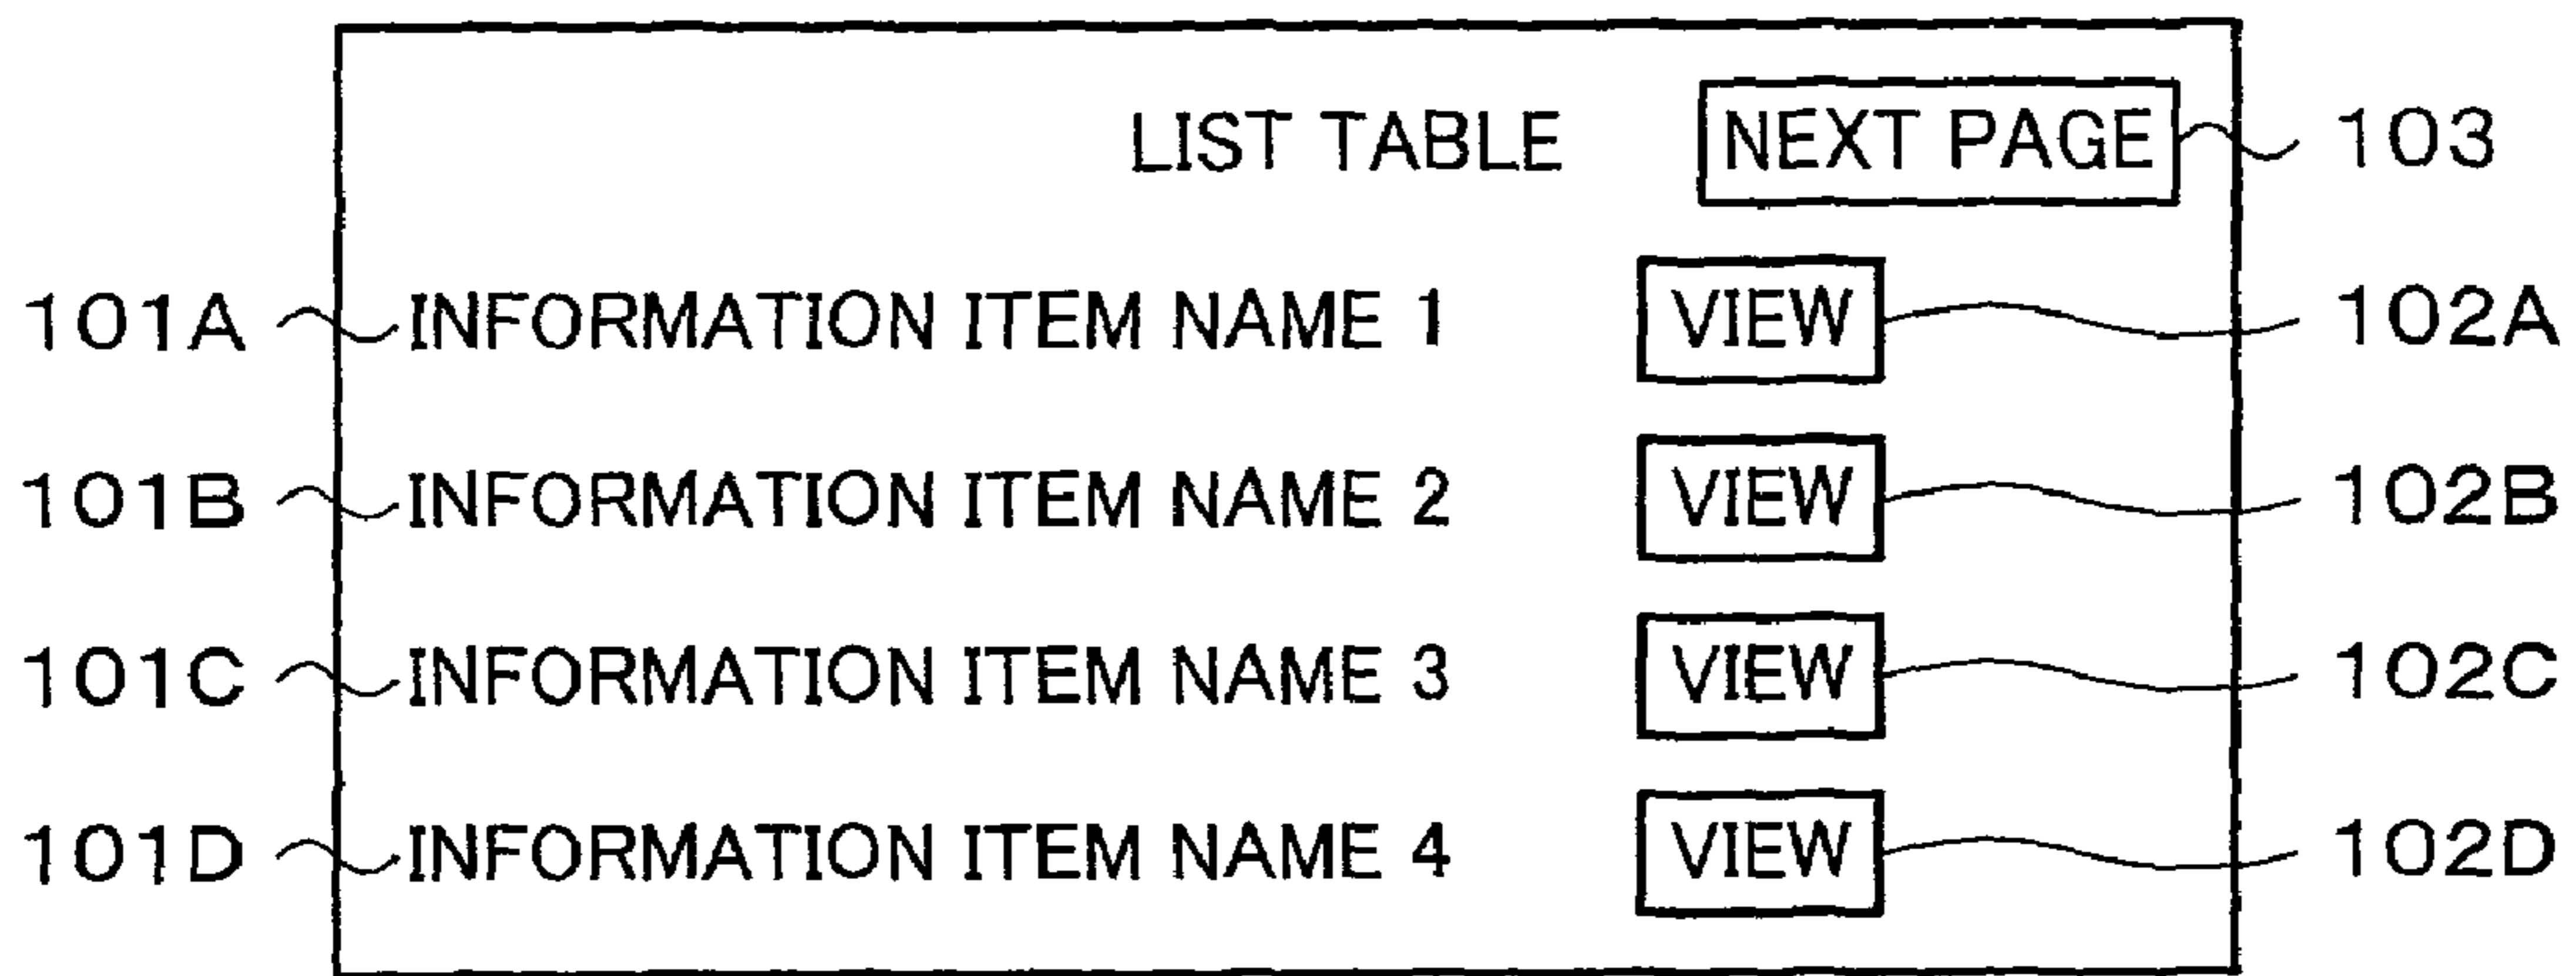 LIST TABLE NEXT PAGE 103
101A INFORMATION ITEM NAME 1 VIEW 102A
101B INFORMATION ITEM NAME 2 VIEW 102B
101C INFORMATION ITEM NAME 3 VIEW 102C
101D INFORMATION ITEM NAME 4 VIEW 102D